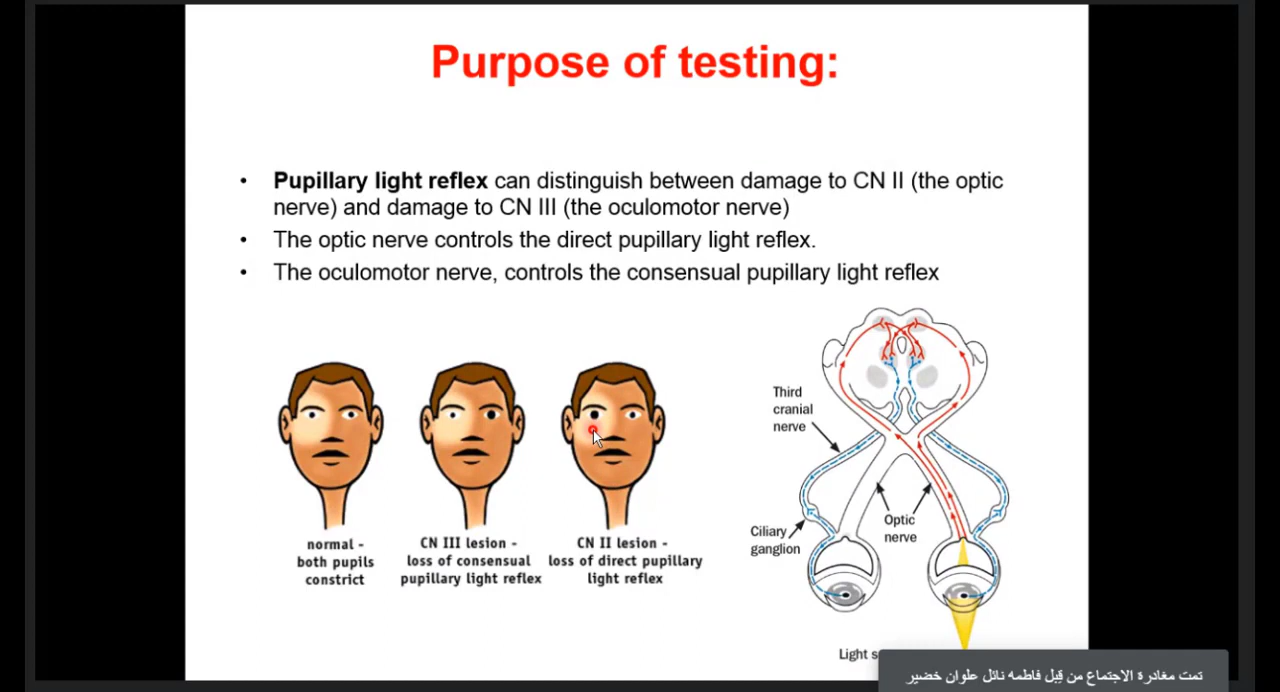 Purpose of testing:
• Pupillary light reflex can distinguish between damage to CN II (the optic
nerve) and damage to CN III (the oculomotor nerve)
• The optic nerve controls the direct pupillary light reflex.
• The oculomotor nerve, controls the consensual pupillary light reflex
normal -
both pupils
constrict
CN III lesion -
loss of consensual
pupillary light reflex
CN II lesion -
loss of direct pupillary
light reflex
Third
cranial
nerve
Ciliary
ganglion
Optic
nerve
Light
تمت مغادرة الاجتماع من قِبل فاطمه نائل علوان خضير